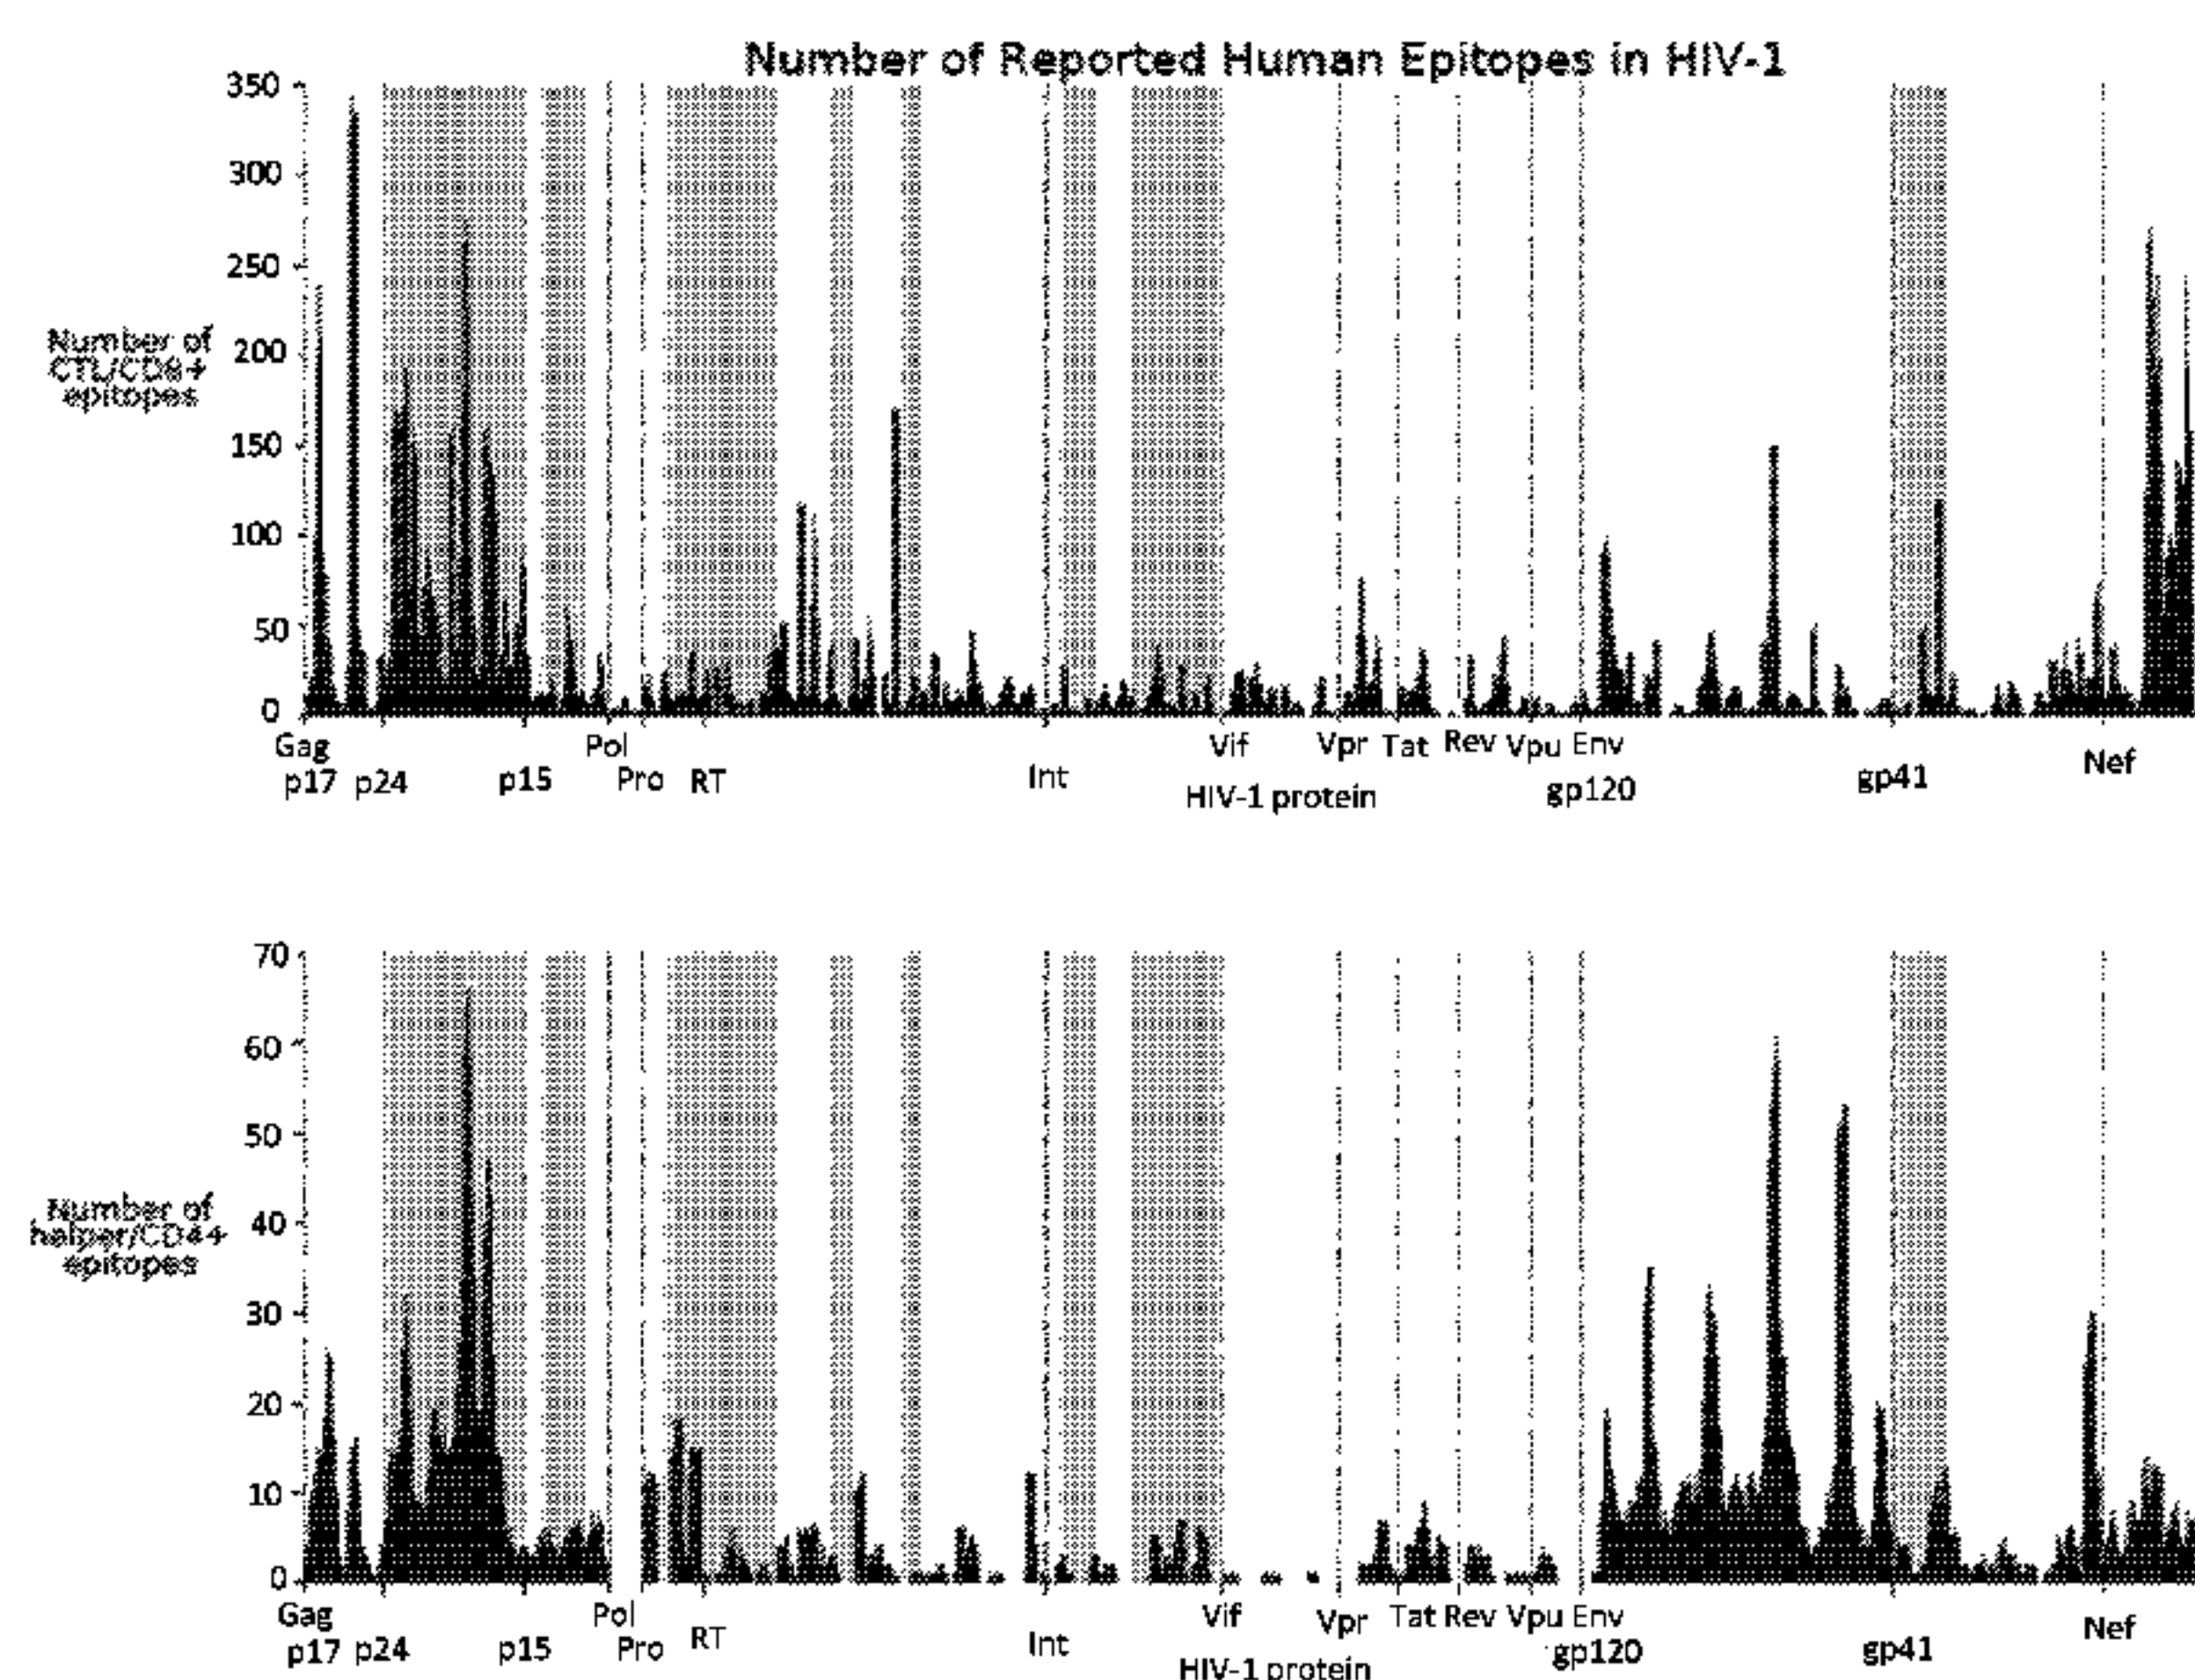 Number of Reported Human Epitopes in HIV-1
350
300
250
200
150
100
50
0
Number of
CTL/CD8+
epitopes
Gag
Pol
Vif
Vpr
Tat
Rev
Vpu
Env
p17
p24
p15
Pro
RT
Int
gp120
gp41
Nef
HIV-1 protein
70
60
50
40
30
20
10
0
Number of
helper/CD4+
epitopes
Gag
Pol
Vif
Vpr
Tat
Rev
Vpu
Env
p17
p24
p15
Pro
RT
Int
gp120
gp41
Nef
HIV-1 protein